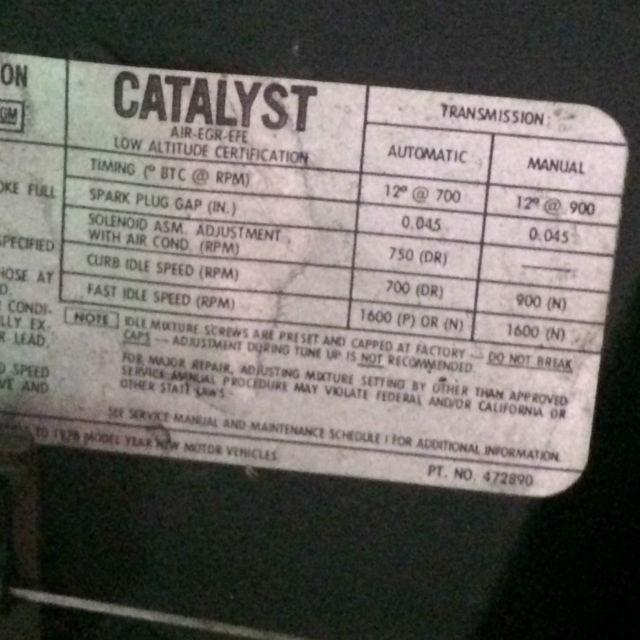 ON
CATALYST
TRANSMISSION:
GM
AIR-EGR-EFE
LOW ALTITUDE CERTIFICATION
AUTOMATIC
MANUAL
TIMING (° BTC @ RPM)
12° @ 700
12° @ 900
OKE FULL
SPARK PLUG GAP (IN.)
0.045
0.045
SPECIFIED
SOLENOID ASM. ADJUSTMENT
WITH AIR COND. (RPM)
750 (DR)
HOSE AT
D.
CURB IDLE SPEED (RPM)
700 (DR)
900 (N)
FAST IDLE SPEED (RPM)
1600 (P) OR (N)
1600 (N)
CONDI-
LLY EX-
R LEAD.
D SPEED
VE AND
NOTE IDLE MIXTURE SCREWS ARE PRESET AND CAPPED AT FACTORY — DO NOT BREAK
CAPS — ADJUSTMENT DURING TUNE UP IS NOT RECOMMENDED.
FOR MAJOR REPAIR, ADJUSTING MIXTURE SETTING BY OTHER THAN APPROVED
SERVICE MANUAL PROCEDURE MAY VIOLATE FEDERAL AND/OR CALIFORNIA OR
OTHER STATE LAWS.
SEE SERVICE MANUAL AND MAINTENANCE SCHEDULE I FOR ADDITIONAL INFORMATION.
TO 1978 MODEL YEAR NEW MOTOR VEHICLES
PT. NO. 472890